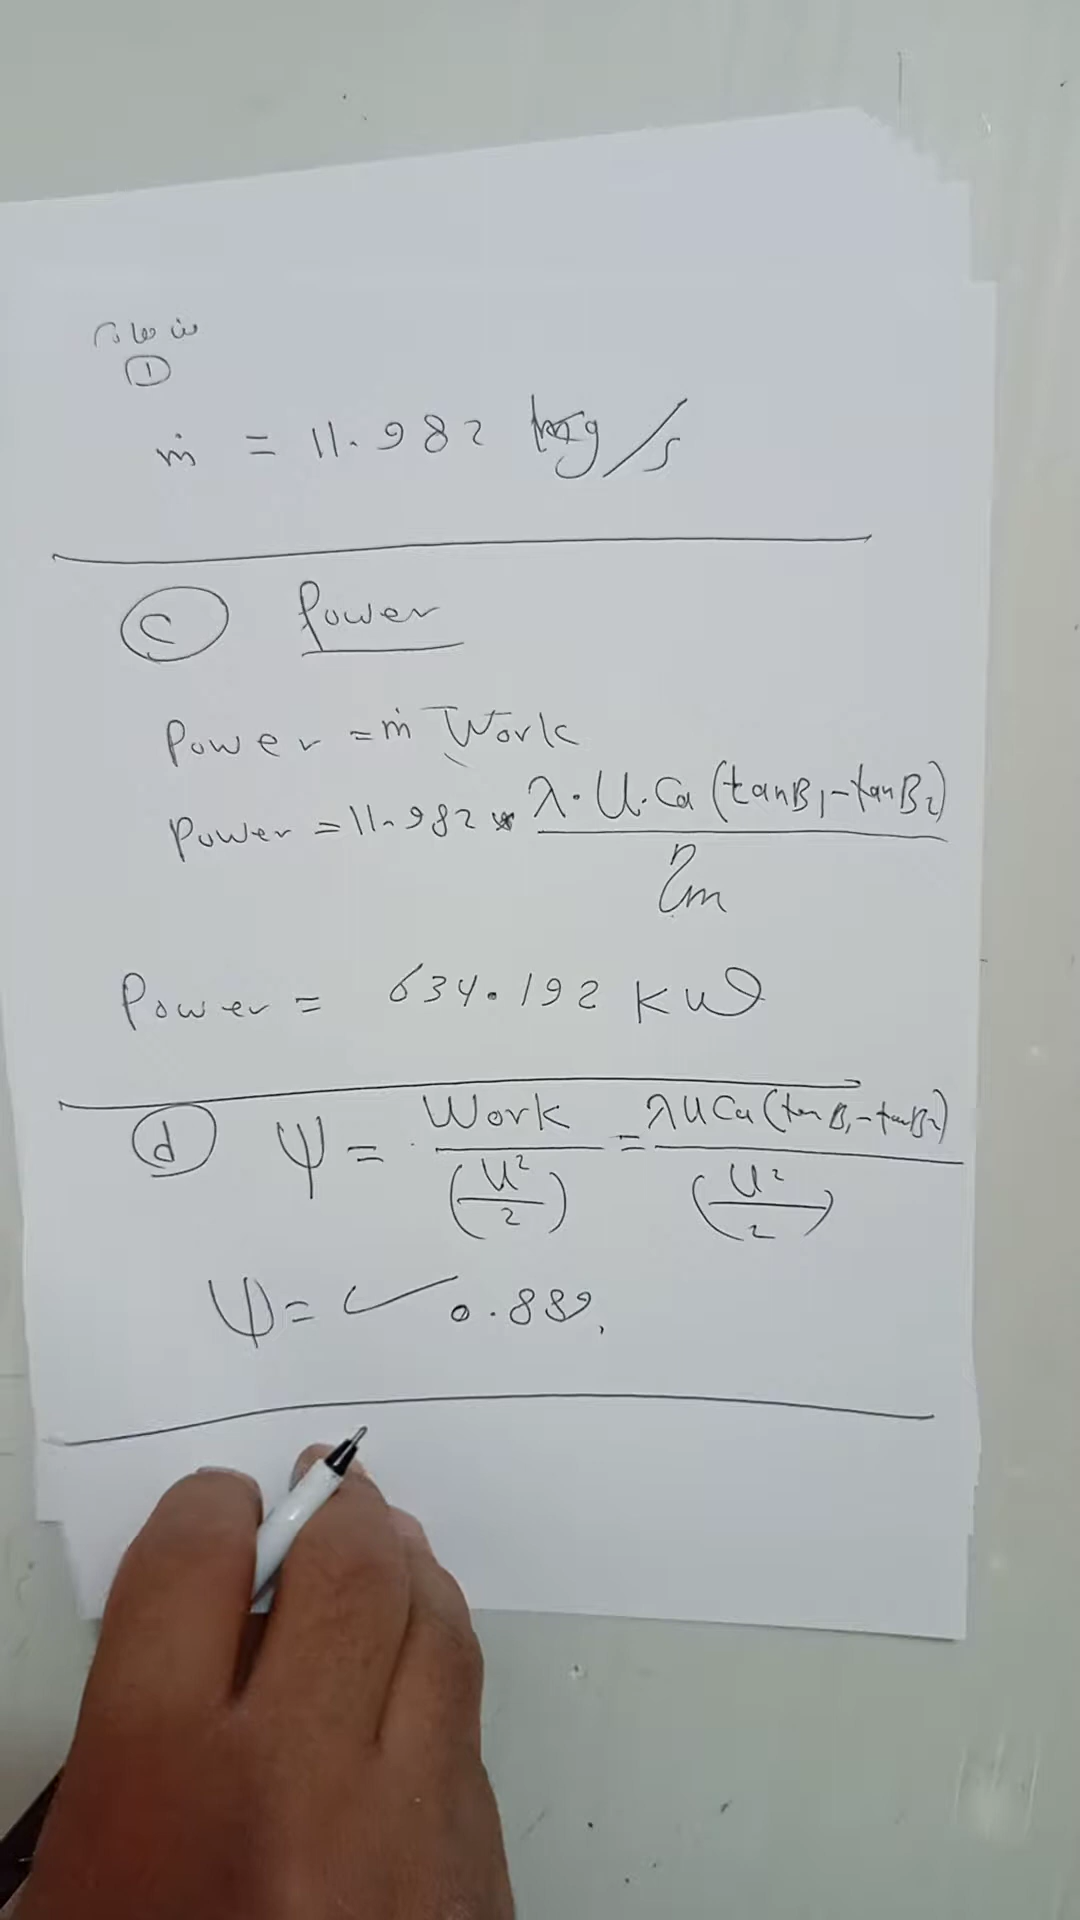 ①
ṁ = 11.982 kg/s
C Power
Power = ṁ Work
Power = 11.982 * λ·U·Ca (tanB₁-tanB₂) / ηm
Power = 634.192 kW
d ψ = Work / (U²/2) = λUCa(tanB₁-tanB₂) / (U²/2)
ψ = ✓ 0.889